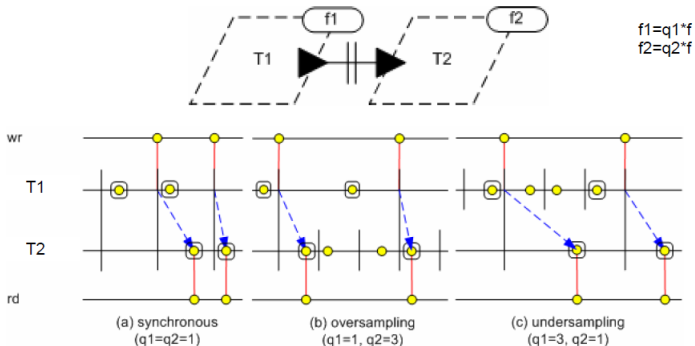 f1
f2
f1=q1*f
f2=q2*f
T1
T2
wr
T1
T2
rd
(a) synchronous
(q1=q2=1)
(b) oversampling
(q1=1, q2=3)
(c) undersampling
(q1=3, q2=1)